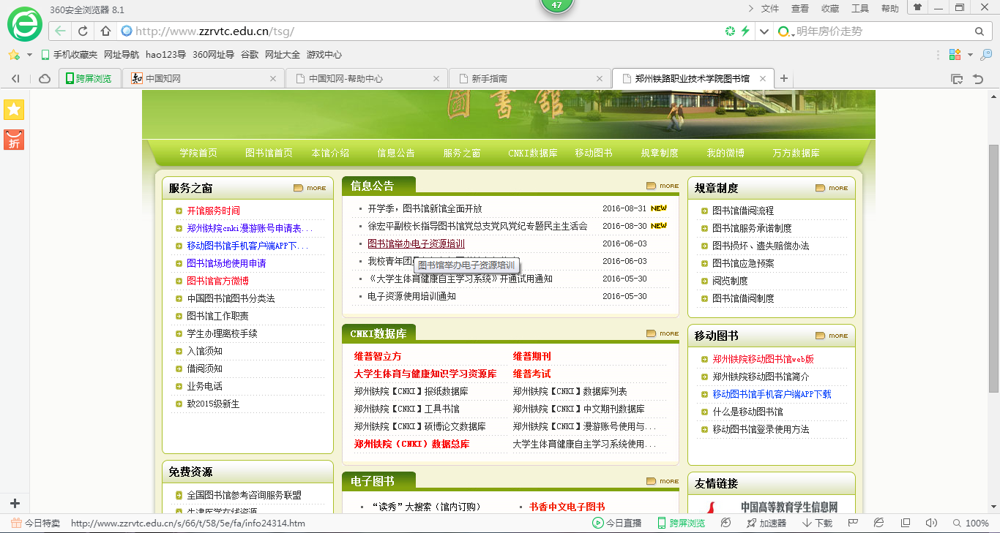 360安全浏览器 8.1
47
文件 查看 收藏 工具 帮助
http://www.zzrvtc.edu.cn/tsg/
明年房价走势
手机收藏夹 网址导航 hao123导 360网址导 谷歌 网址大全 游戏中心
跨屏浏览 知 中国知网 中国知网-帮助中心 新手指南 郑州铁路职业技术学院图书馆
折
图书馆
学院首页 图书馆首页 本馆介绍 信息公告 服务之窗 CNKI数据库 移动图书 规章制度 我的微博 万方数据库
服务之窗 MORE
开馆服务时间
郑州铁院cnki漫游账号申请表...
移动图书馆手机客户端APP下...
图书馆场地使用申请
图书馆官方微博
中国图书馆图书分类法
图书馆工作职责
学生办理离校手续
入馆须知
借阅须知
业务电话
致2015级新生
免费资源
全国图书馆参考咨询服务联盟
信息公告 MORE
开学季，图书馆新馆全面开放 2016-08-31 NEW
徐宏平副校长指导图书馆党总支党风党纪专题民主生活会 2016-08-30 NEW
图书馆举办电子资源培训 2016-06-03
我校青年团 2016-06-03
图书馆举办电子资源培训
《大学生体育健康自主学习系统》开通试用通知 2016-05-30
电子资源使用培训通知 2016-05-30
CNKI数据库 MORE
维普智立方 维普期刊
大学生体育与健康知识学习资源库 维普考试
郑州铁院【CNKI】报纸数据库 郑州铁院【CNKI】数据库列表
郑州铁院【CNKI】工具书馆 郑州铁院【CNKI】中文期刊数据库
郑州铁院【CNKI】硕博论文数据库 郑州铁院【CNKI】漫游账号使用与...
郑州铁院（CNKI）数据总库 大学生体育健康自主学习系统使用...
电子图书 MORE
“读秀”大搜索（馆内订购） 书香中文电子图书
规章制度 MORE
图书馆借阅流程
图书馆服务承诺制度
图书损坏、遗失赔偿办法
图书馆应急预案
阅览制度
图书馆借阅制度
移动图书 MORE
郑州铁院移动图书馆web版
郑州铁院移动图书馆简介
移动图书馆手机客户端APP下载
什么是移动图书馆
移动图书馆登录使用方法
友情链接
中国高等教育学生信息网
今日特卖 http://www.zzrvtc.edu.cn/s/66/t/58/5e/fa/info24314.htm 今日直播 跨屏浏览 加速器 下载 100%